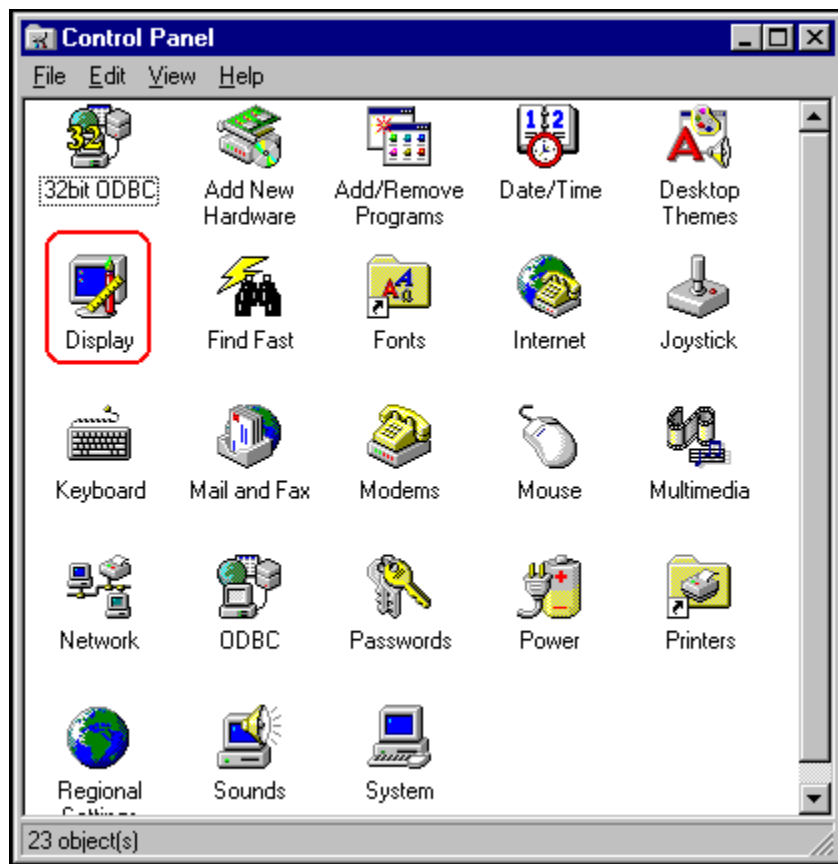 Control Panel
File Edit View Help
32bit ODBC
Add New
Hardware
Add/Remove
Programs
Date/Time
Desktop
Themes
Display
Find Fast
Fonts
Internet
Joystick
Keyboard
Mail and Fax
Modems
Mouse
Multimedia
Network
ODBC
Passwords
Power
Printers
Regional
Settings
Sounds
System
23 object(s)